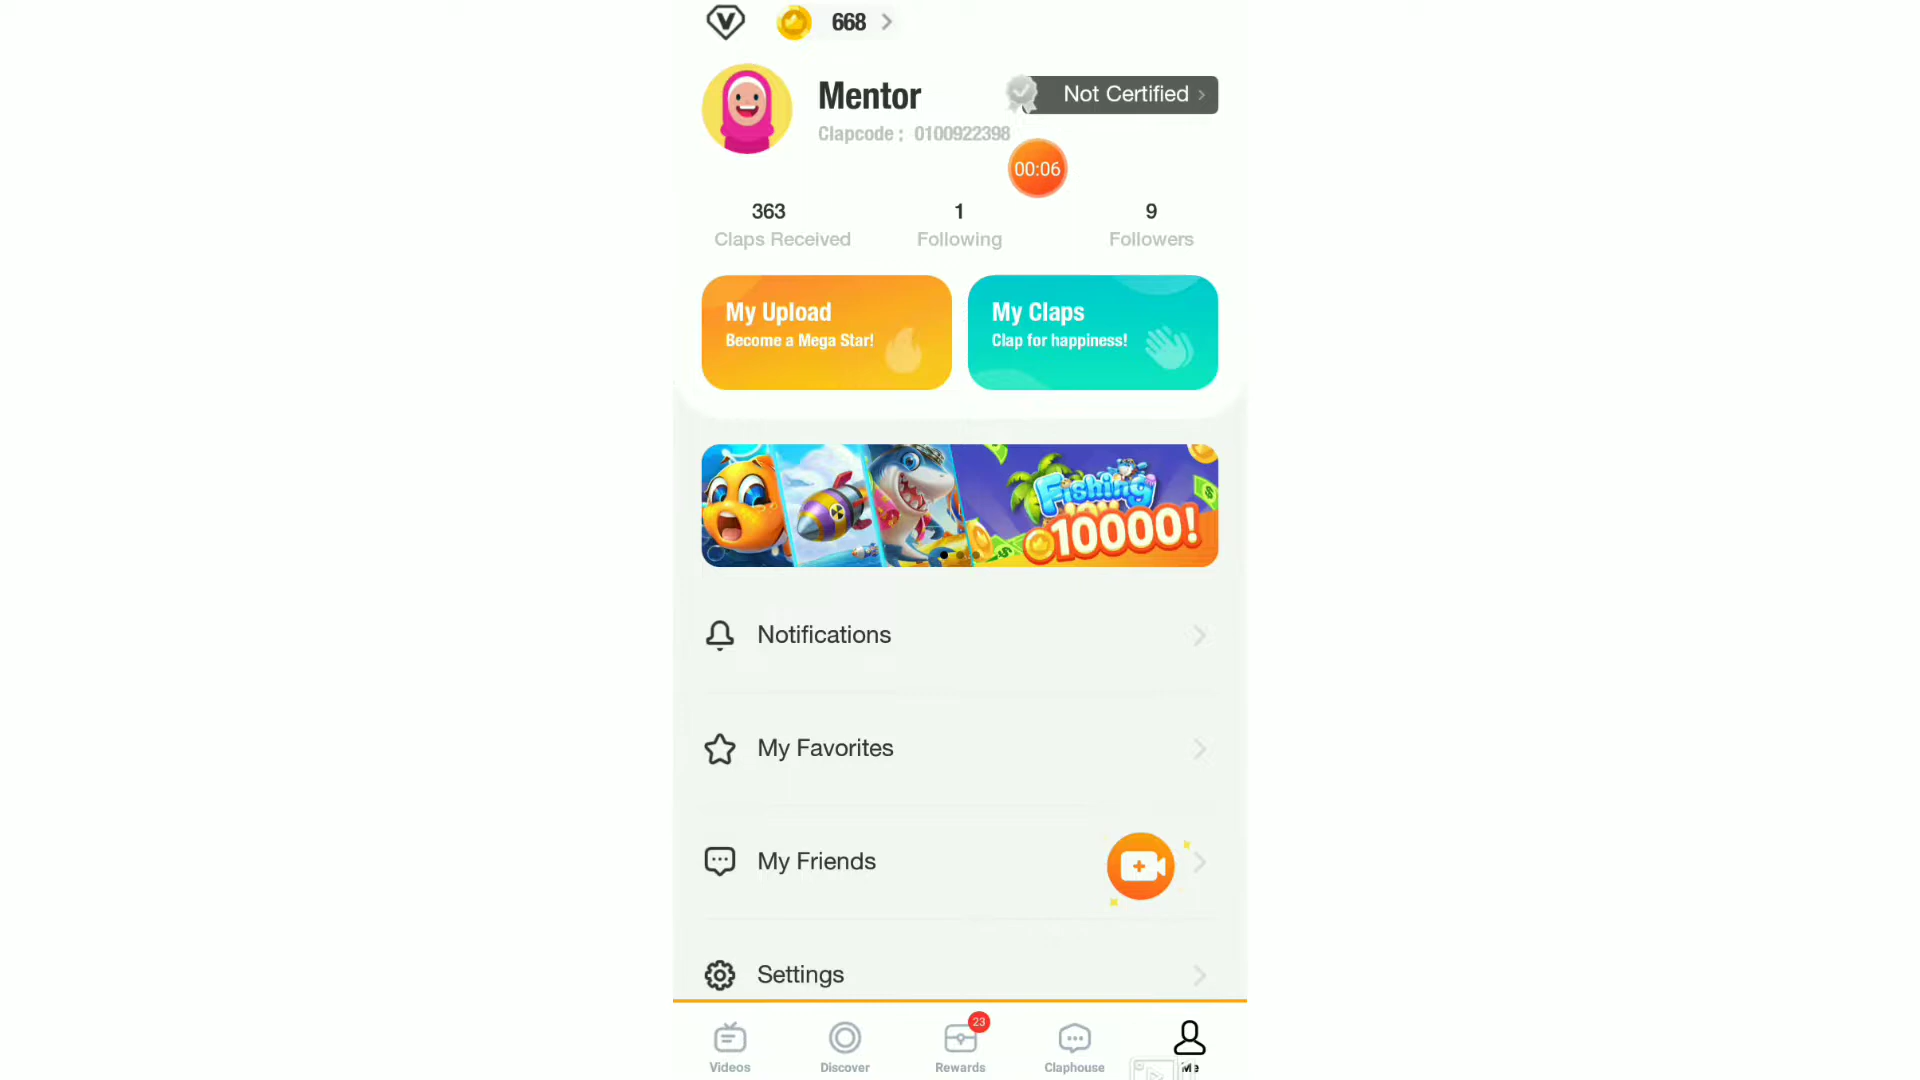 668
Mentor
Not Certified
Clapcode : 0100922398
00:06
363
1
9
Claps Received
Following
Followers
My Upload
Become a Mega Star!
My Claps
Clap for happiness!
Fishing
10000!
Notifications
My Favorites
My Friends
Settings
23
Videos
Discover
Rewards
Claphouse
Me